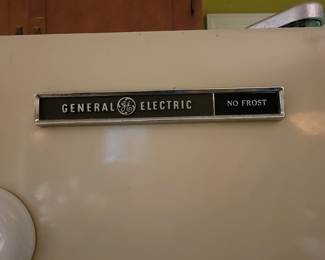 GENERAL GE ELECTRIC NO FROST